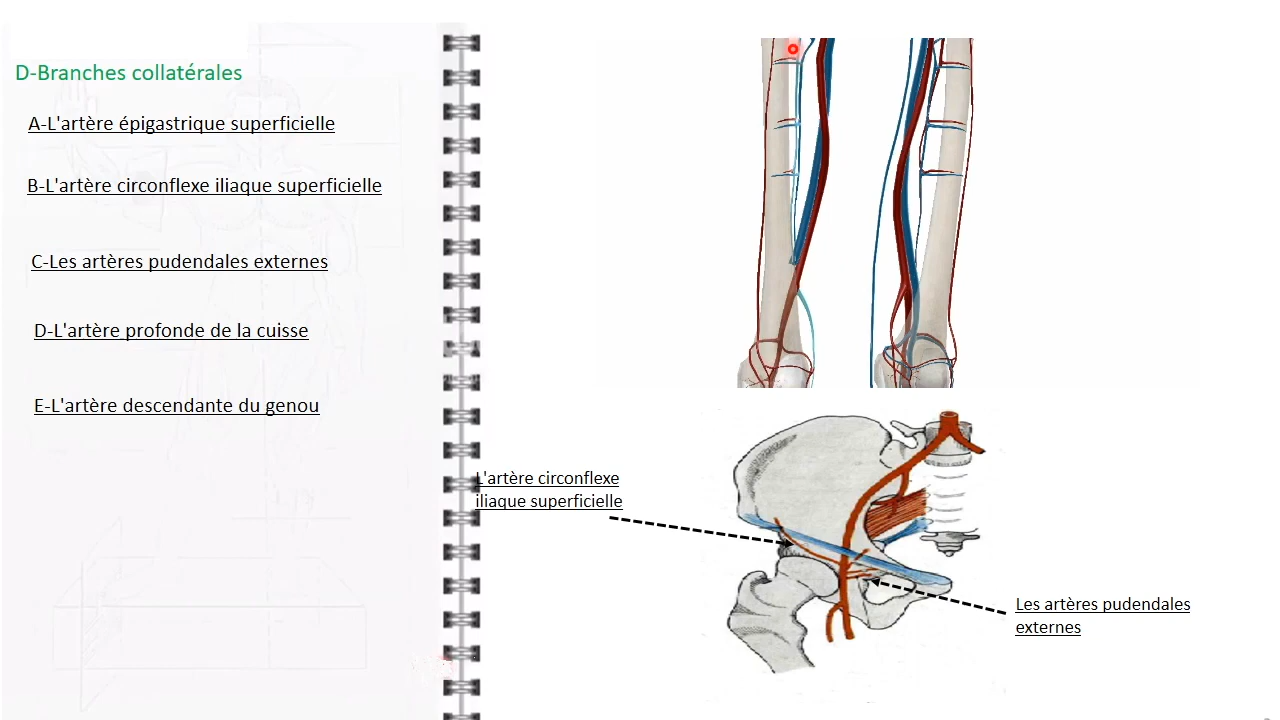 D-Branches collatérales
A-L'artère épigastrique superficielle
B-L'artère circonflexe iliaque superficielle
C-Les artères pudendales externes
D-L'artère profonde de la cuisse
E-L'artère descendante du genou
L'artère circonflexe
iliaque superficielle
Les artères pudendales
externes